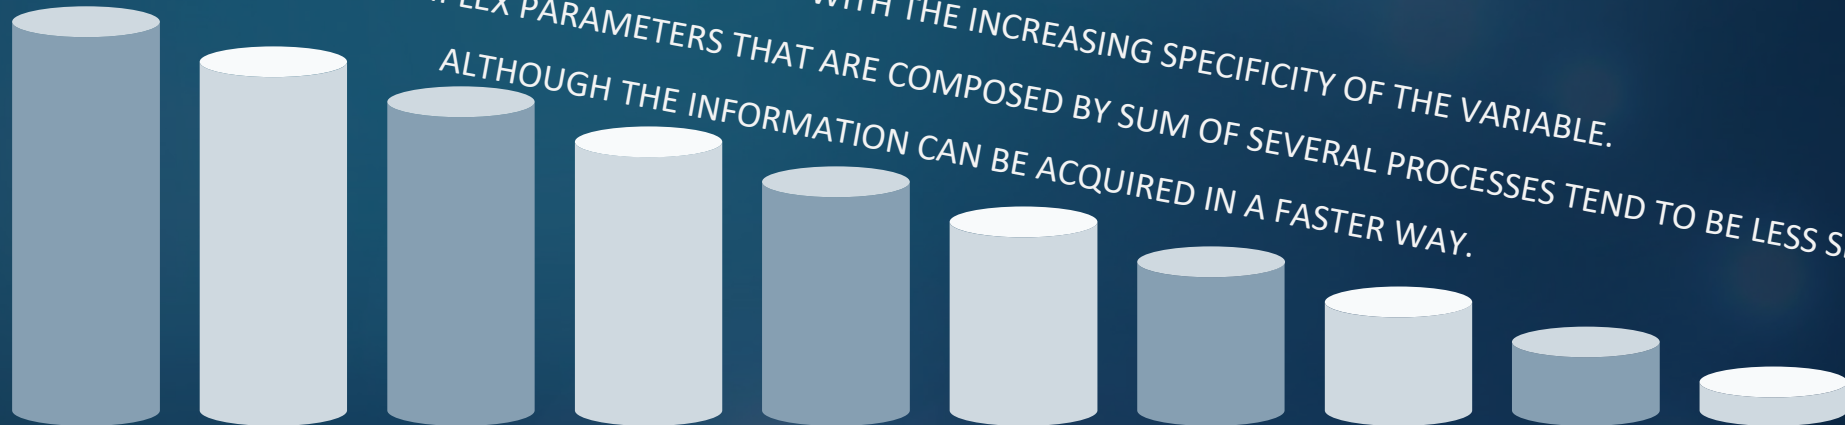 WITH THE INCREASING SPECIFICITY OF THE VARIABLE.
PARAMETERS THAT ARE COMPOSED BY SUM OF SEVERAL PROCESSES TEND TO BE LESS
ALTHOUGH THE INFORMATION CAN BE ACQUIRED IN A FASTER WAY.